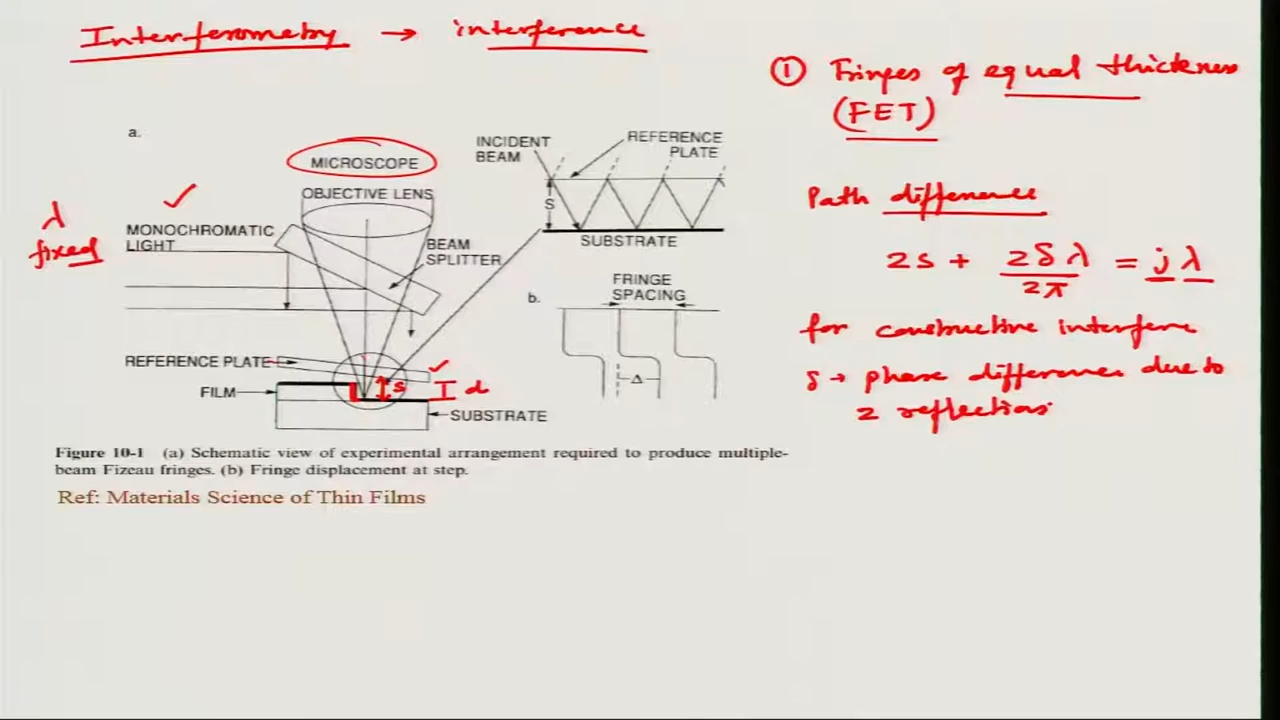 Interferometry → interference
① Fringes of equal thickness
(FET)
a.
MICROSCOPE
OBJECTIVE LENS
λ
fixed
MONOCHROMATIC
LIGHT
BEAM
SPLITTER
REFERENCE PLATE
FILM
s
d
SUBSTRATE
INCIDENT
BEAM
REFERENCE
PLATE
S
SUBSTRATE
b.
FRINGE
SPACING
Δ
Path difference
2s + 2δλ/2π = jλ
for constructive interfere
δ → phase difference due to
2 reflections
Figure 10-1 (a) Schematic view of experimental arrangement required to produce multiple-
beam Fizeau fringes. (b) Fringe displacement at step.
Ref: Materials Science of Thin Films